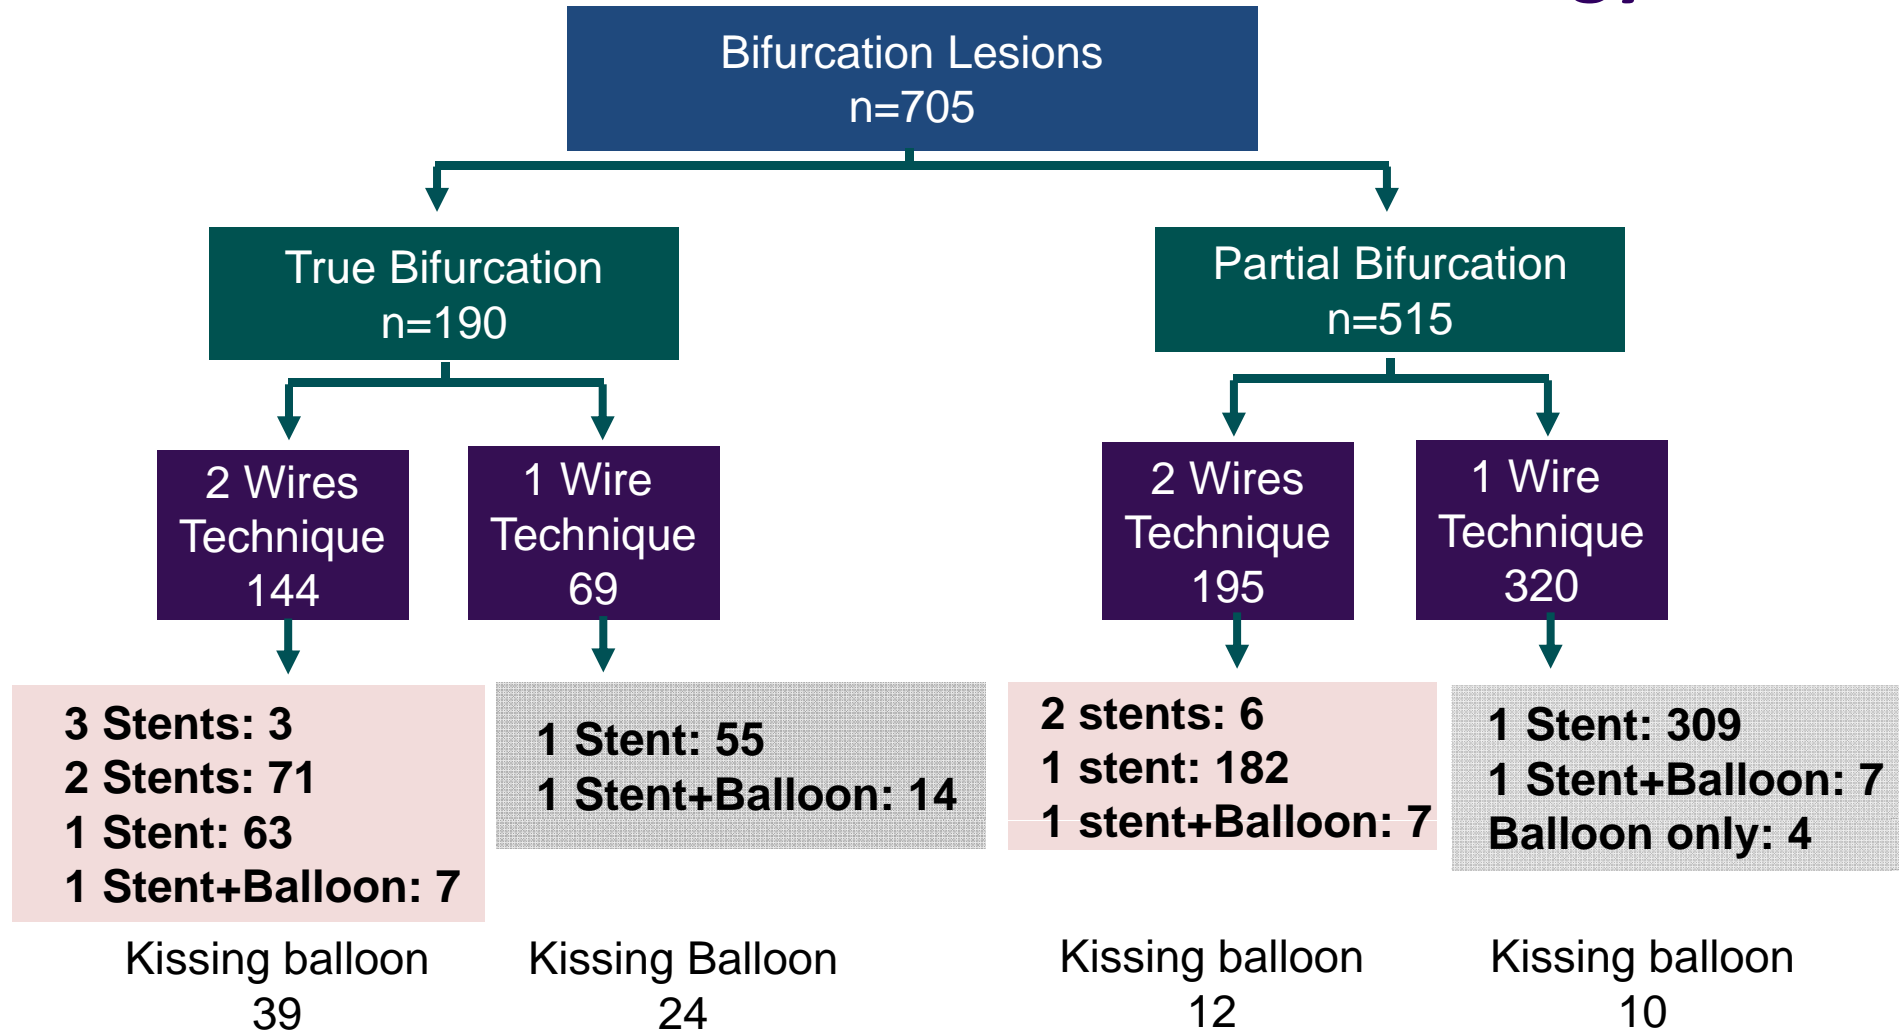 Bifurcation Lesions
n=705
True Bifurcation
n=190
Partial Bifurcation
n=515
2 Wires
Technique
144
1 Wire
Technique
69
2 Wires
Technique
195
1 Wire
Technique
320
3 Stents: 3
2 Stents: 71
1 Stent: 63
1 Stent+Balloon: 7
1 Stent: 55
1 Stent+Balloon: 14
2 stents: 6
1 stent: 182
1 stent+Balloon: 7
1 Stent: 309
1 Stent+Balloon: 7
Balloon only: 4
Kissing balloon
39
Kissing Balloon
24
Kissing balloon
12
Kissing balloon
10